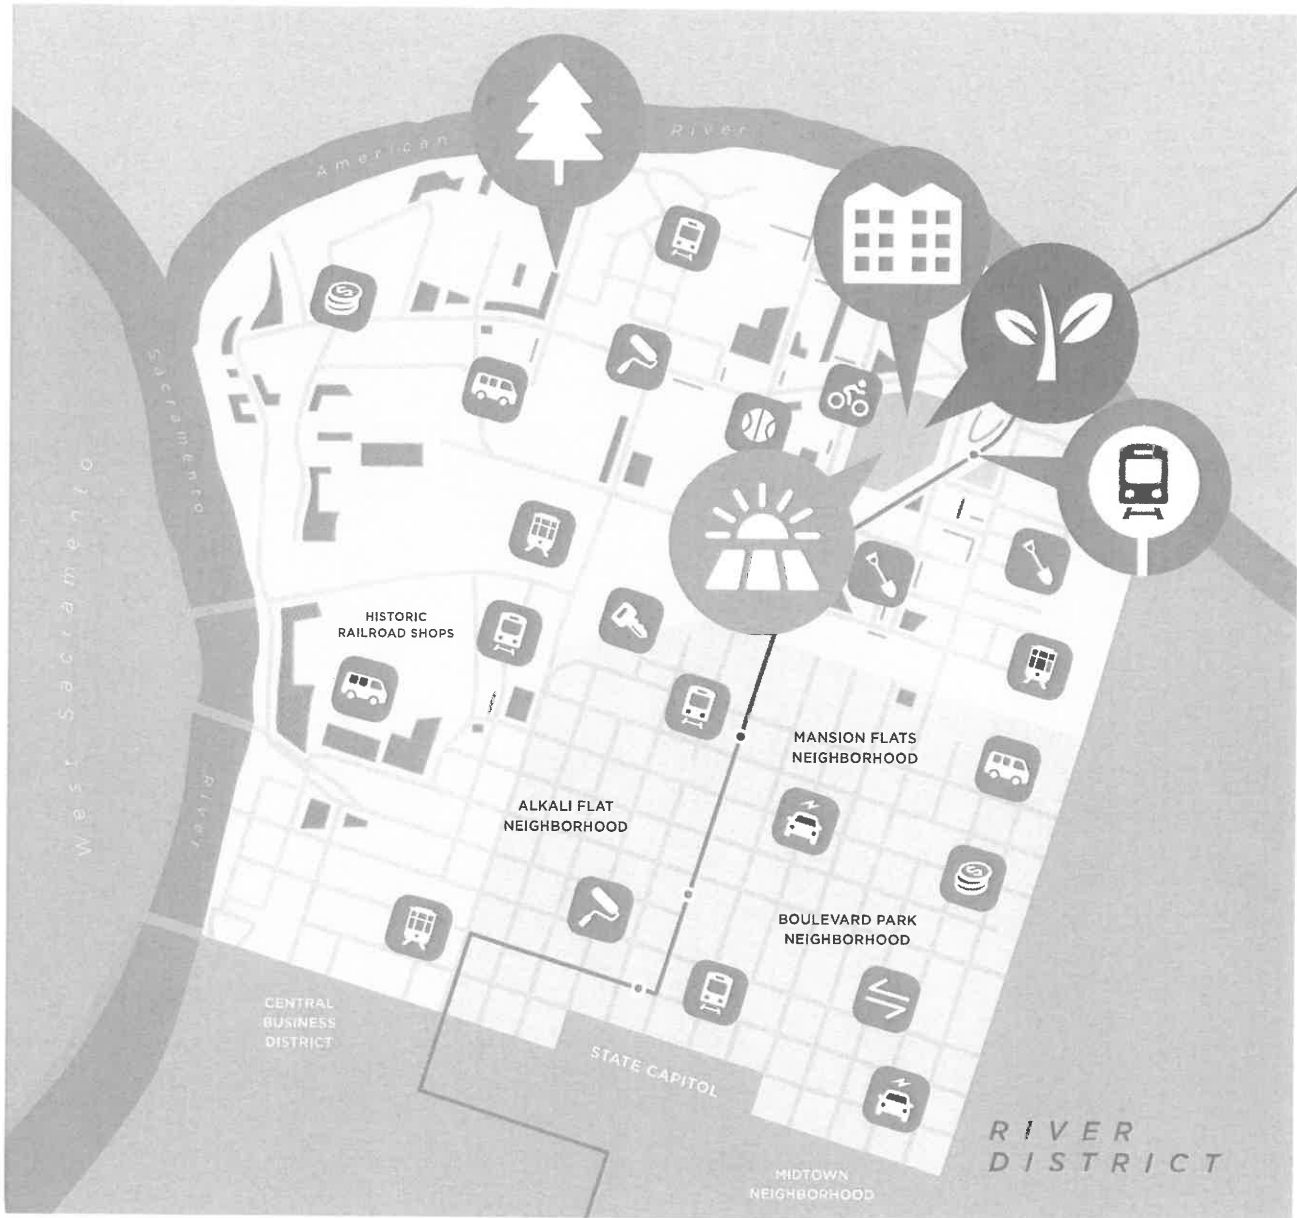 American
River
Sacramento
River
West Sacramento
HISTORIC
RAILROAD SHOPS
MANSION FLATS
NEIGHBORHOOD
ALKALI FLAT
NEIGHBORHOOD
BOULEVARD PARK
NEIGHBORHOOD
CENTRAL
BUSINESS
DISTRICT
STATE CAPITOL
RIVER
DISTRICT
MIDTOWN
NEIGHBORHOOD